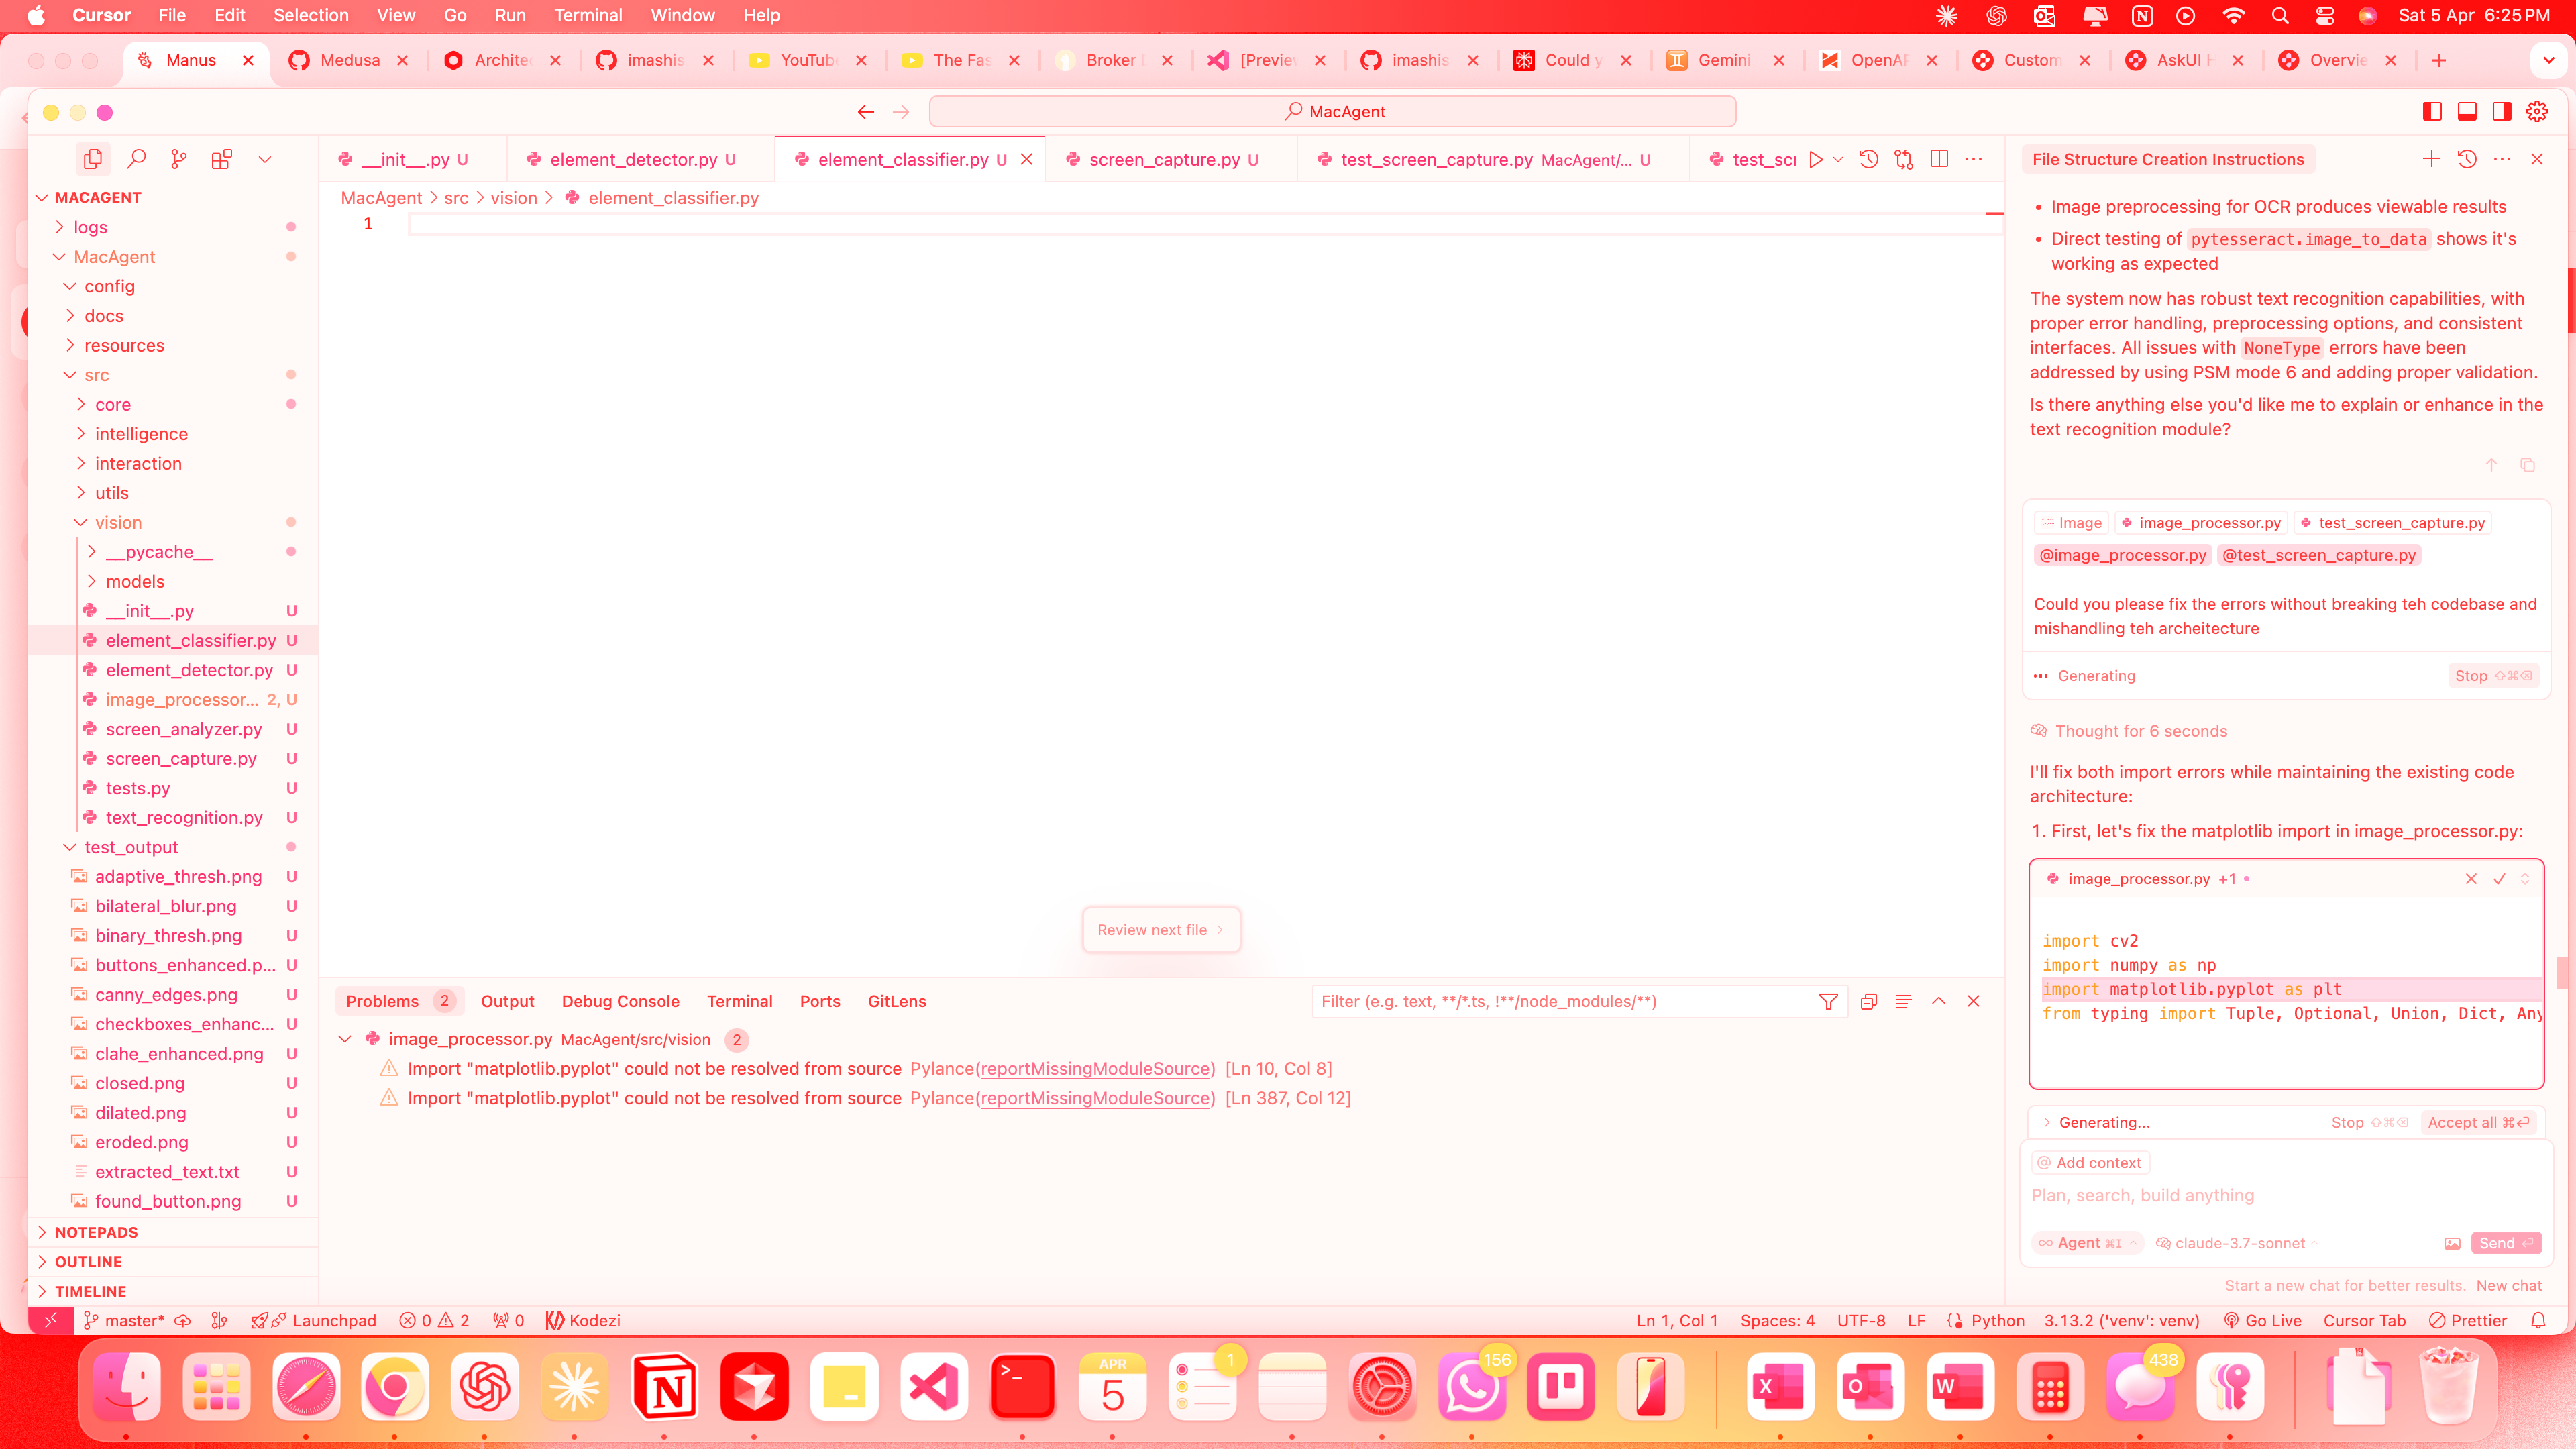 Cursor File Edit Selection View Go Run Terminal Window Help Sat 5 Apr 6:25 PM
Manus Medusa Archite imashis YouTub The Fas Broker [Preview imashis Could y Gemini OpenAP Custom AskUI H Overvie
MacAgent
__init__.py U element_detector.py U element_classifier.py U screen_capture.py U test_screen_capture.py MacAgent/... U test_scr
MacAgent > src > vision > element_classifier.py
1
MACAGENT
logs
MacAgent
config
docs
resources
src
core
intelligence
interaction
utils
vision
__pycache__
models
__init__.py U
element_classifier.py U
element_detector.py U
image_processor... 2, U
screen_analyzer.py U
screen_capture.py U
tests.py U
text_recognition.py U
test_output
adaptive_thresh.png U
bilateral_blur.png U
binary_thresh.png U
buttons_enhanced.p... U
canny_edges.png U
checkboxes_enhanc... U
clahe_enhanced.png U
closed.png U
dilated.png U
eroded.png U
extracted_text.txt U
found_button.png U
NOTEPADS
OUTLINE
TIMELINE
Review next file
Problems 2 Output Debug Console Terminal Ports GitLens Filter (e.g. text, **/*.ts, !**/node_modules/**)
image_processor.py MacAgent/src/vision 2
Import "matplotlib.pyplot" could not be resolved from source Pylance(reportMissingModuleSource) [Ln 10, Col 8]
Import "matplotlib.pyplot" could not be resolved from source Pylance(reportMissingModuleSource) [Ln 387, Col 12]
File Structure Creation Instructions
• Image preprocessing for OCR produces viewable results
• Direct testing of pytesseract.image_to_data shows it's
working as expected
The system now has robust text recognition capabilities, with
proper error handling, preprocessing options, and consistent
interfaces. All issues with NoneType errors have been
addressed by using PSM mode 6 and adding proper validation.
Is there anything else you'd like me to explain or enhance in the
text recognition module?
Image image_processor.py test_screen_capture.py
@image_processor.py @test_screen_capture.py
Could you please fix the errors without breaking teh codebase and
mishandling teh archeitecture
Generating Stop ⇧⌘⌫
Thought for 6 seconds
I'll fix both import errors while maintaining the existing code
architecture:
1. First, let's fix the matplotlib import in image_processor.py:
image_processor.py +1
import cv2
import numpy as np
import matplotlib.pyplot as plt
from typing import Tuple, Optional, Union, Dict, Any
Generating... Stop ⇧⌘⌫ Accept all ⌘⏎
@ Add context
Plan, search, build anything
Agent ⌘I claude-3.7-sonnet Send ⏎
Start a new chat for better results. New chat
master* Launchpad 0 2 0 Kodezi Ln 1, Col 1 Spaces: 4 UTF-8 LF Python 3.13.2 ('venv': venv) Go Live Cursor Tab Prettier
APR
5
1
156
438